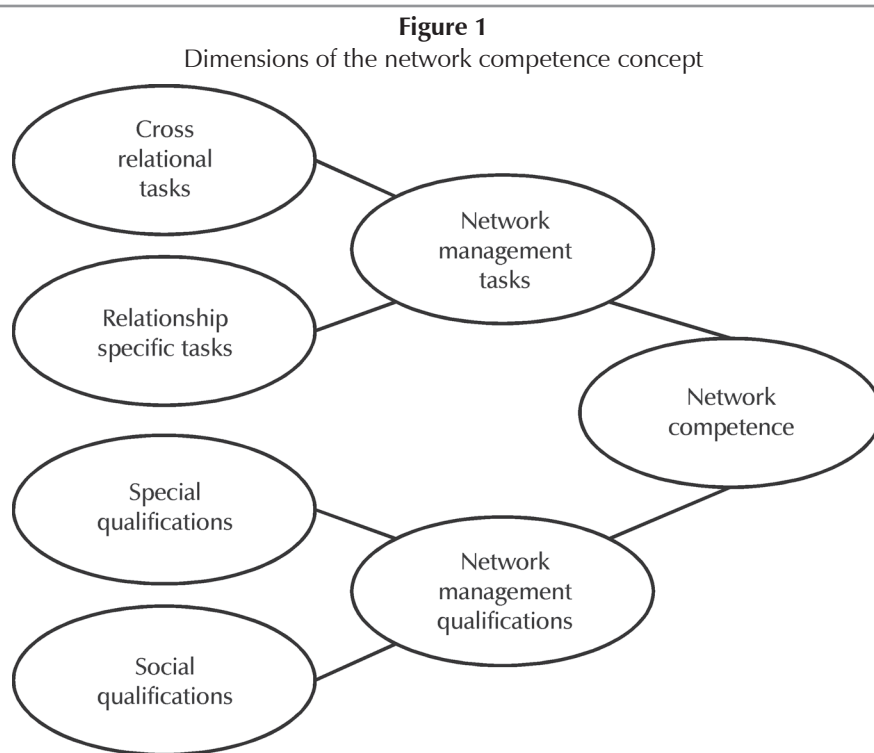 Figure 1
Dimensions of the network competence concept
Cross
relational
tasks
Network
management
tasks
Relationship
specific tasks
Network
competence
Special
qualifications
Network
management
qualifications
Social
qualifications